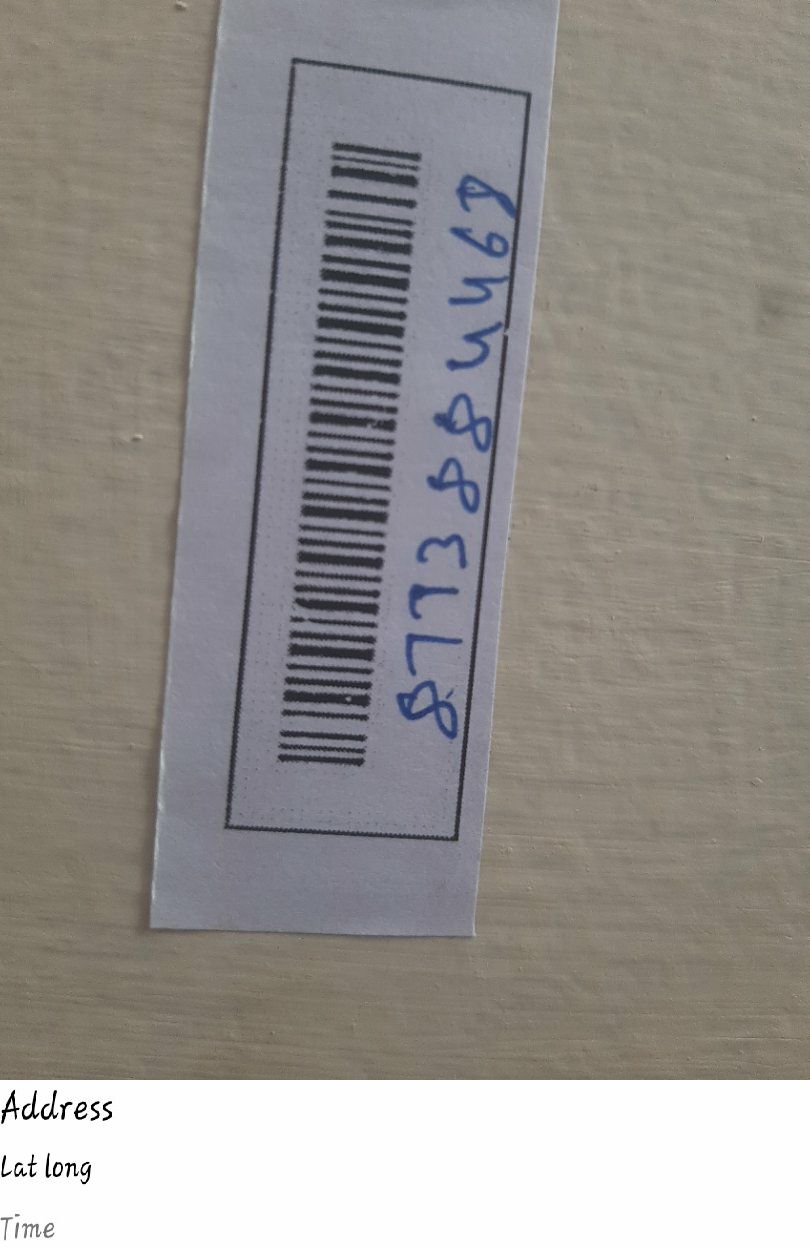 8773884468
Address
Lat long
Time